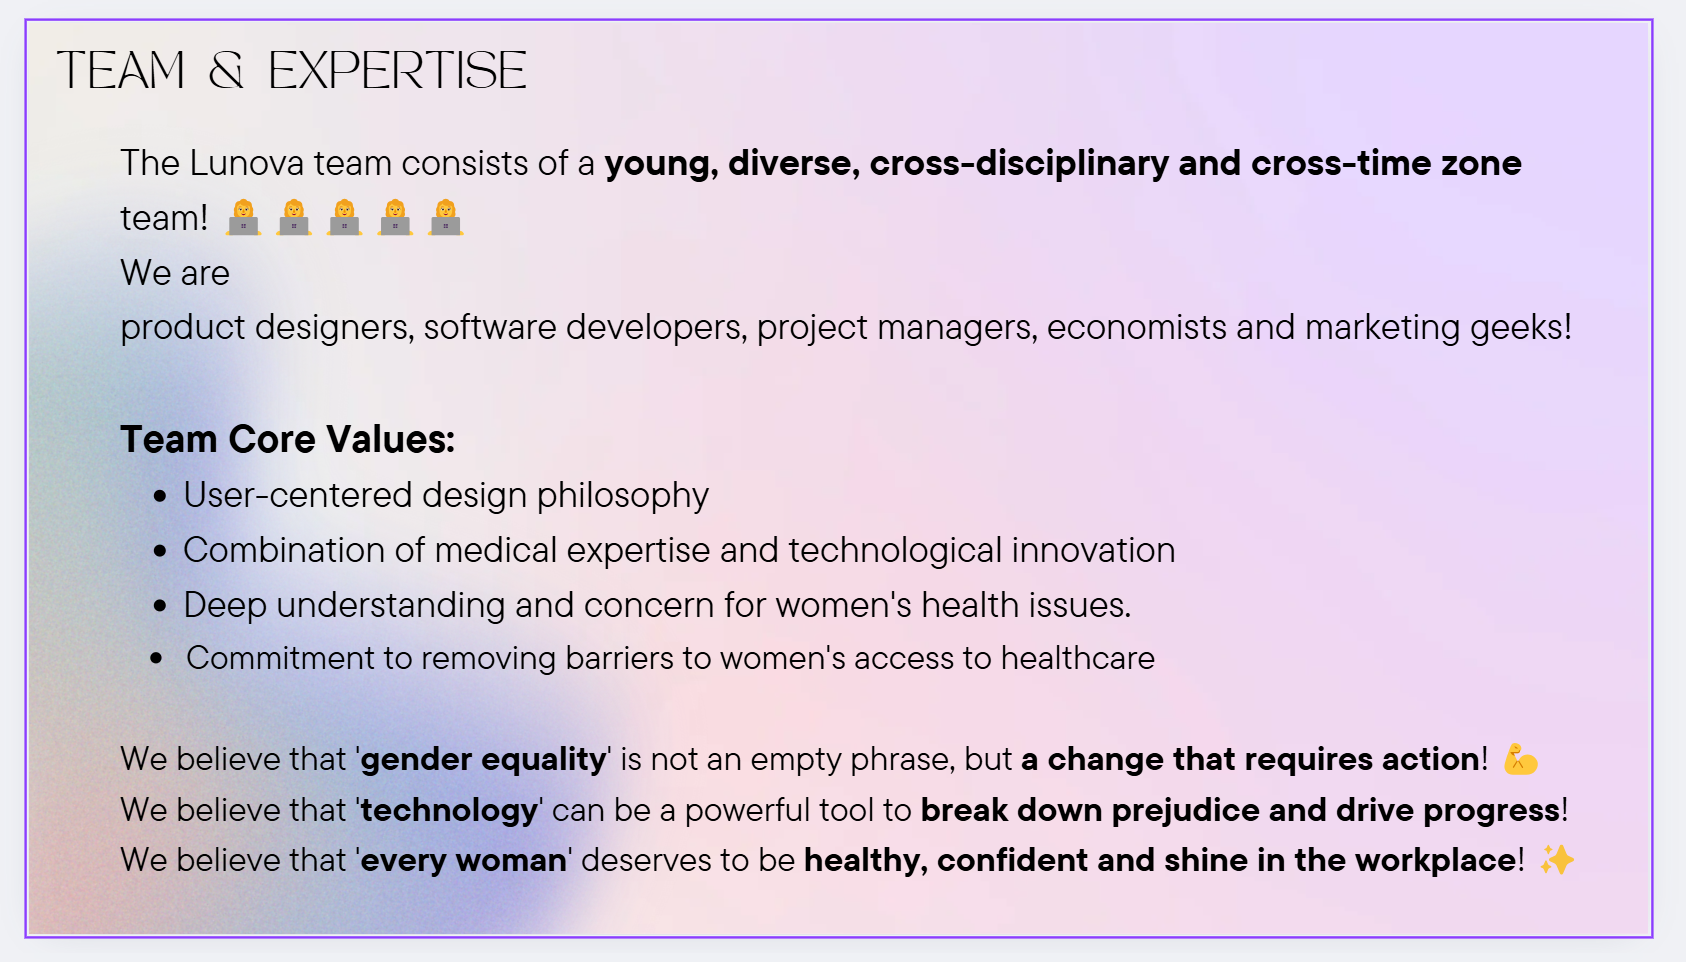 TEAM & EXPERTISE
The Lunova team consists of a young, diverse, cross-disciplinary and cross-time zone
team! 👩‍💻 👩‍💻 👩‍💻 👩‍💻 👩‍💻
We are
product designers, software developers, project managers, economists and marketing geeks!
Team Core Values:
• User-centered design philosophy
• Combination of medical expertise and technological innovation
• Deep understanding and concern for women's health issues.
• Commitment to removing barriers to women's access to healthcare
We believe that 'gender equality' is not an empty phrase, but a change that requires action! 💪
We believe that 'technology' can be a powerful tool to break down prejudice and drive progress!
We believe that 'every woman' deserves to be healthy, confident and shine in the workplace! ✨